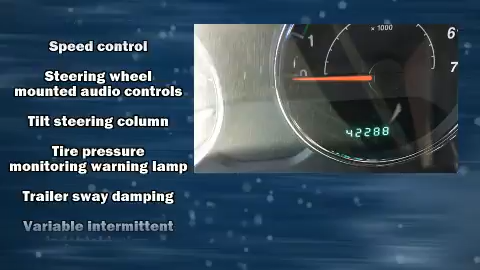 Speed control
Steering wheel
mounted audio controls
Tilt steering column
Tire pressure
monitoring warning lamp
Trailer sway damping
Variable intermittent
x 1000
1
0
6
7
42288